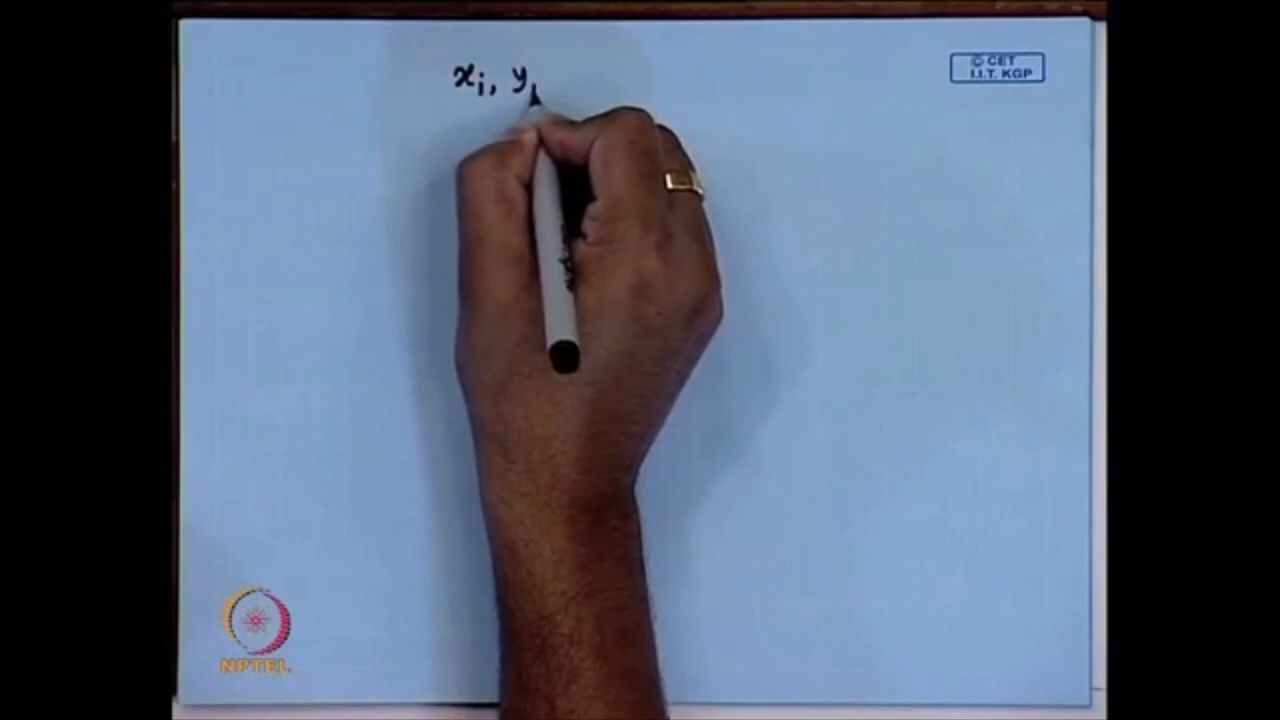 xᵢ, y
© CET
I.I.T. KGP
NPTEL